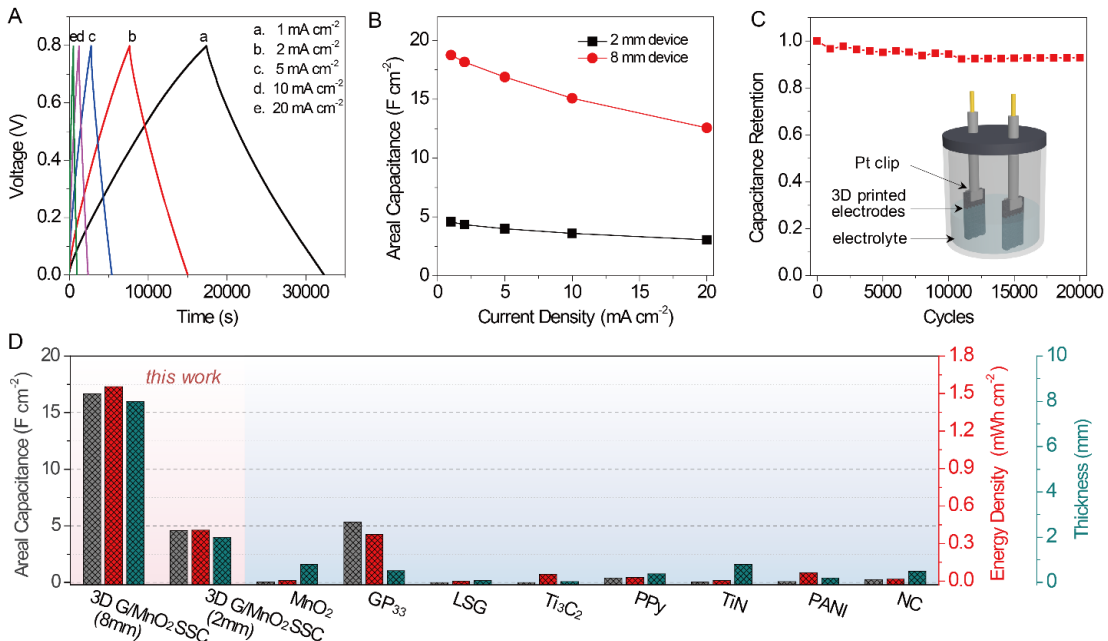 A
e d c b a
a. 1 mA cm⁻²
b. 2 mA cm⁻²
c. 5 mA cm⁻²
d. 10 mA cm⁻²
e. 20 mA cm⁻²
Voltage (V)
0.8
0.6
0.4
0.2
0.0
0 10000 20000 30000
Time (s)
B
2 mm device
8 mm device
Areal Capacitance (F cm⁻²)
20
15
10
5
0
0 5 10 15 20
Current Density (mA cm⁻²)
C
Capacitance Retention
1.0
0.8
0.6
0.4
0.2
0.0
Pt clip
3D printed
electrodes
electrolyte
0 5000 10000 15000 20000
Cycles
D
this work
Areal Capacitance (F cm⁻²)
20
15
10
5
0
Energy Density (mWh cm⁻²)
1.8
1.5
1.2
0.9
0.6
0.3
0.0
Thickness (mm)
10
8
6
4
2
0
3D G/MnO₂ SSC
(8mm)
3D G/MnO₂ SSC
(2mm)
MnO₂
GP₃₃
LSG
Ti₃C₂
PPy
TiN
PANI
NC